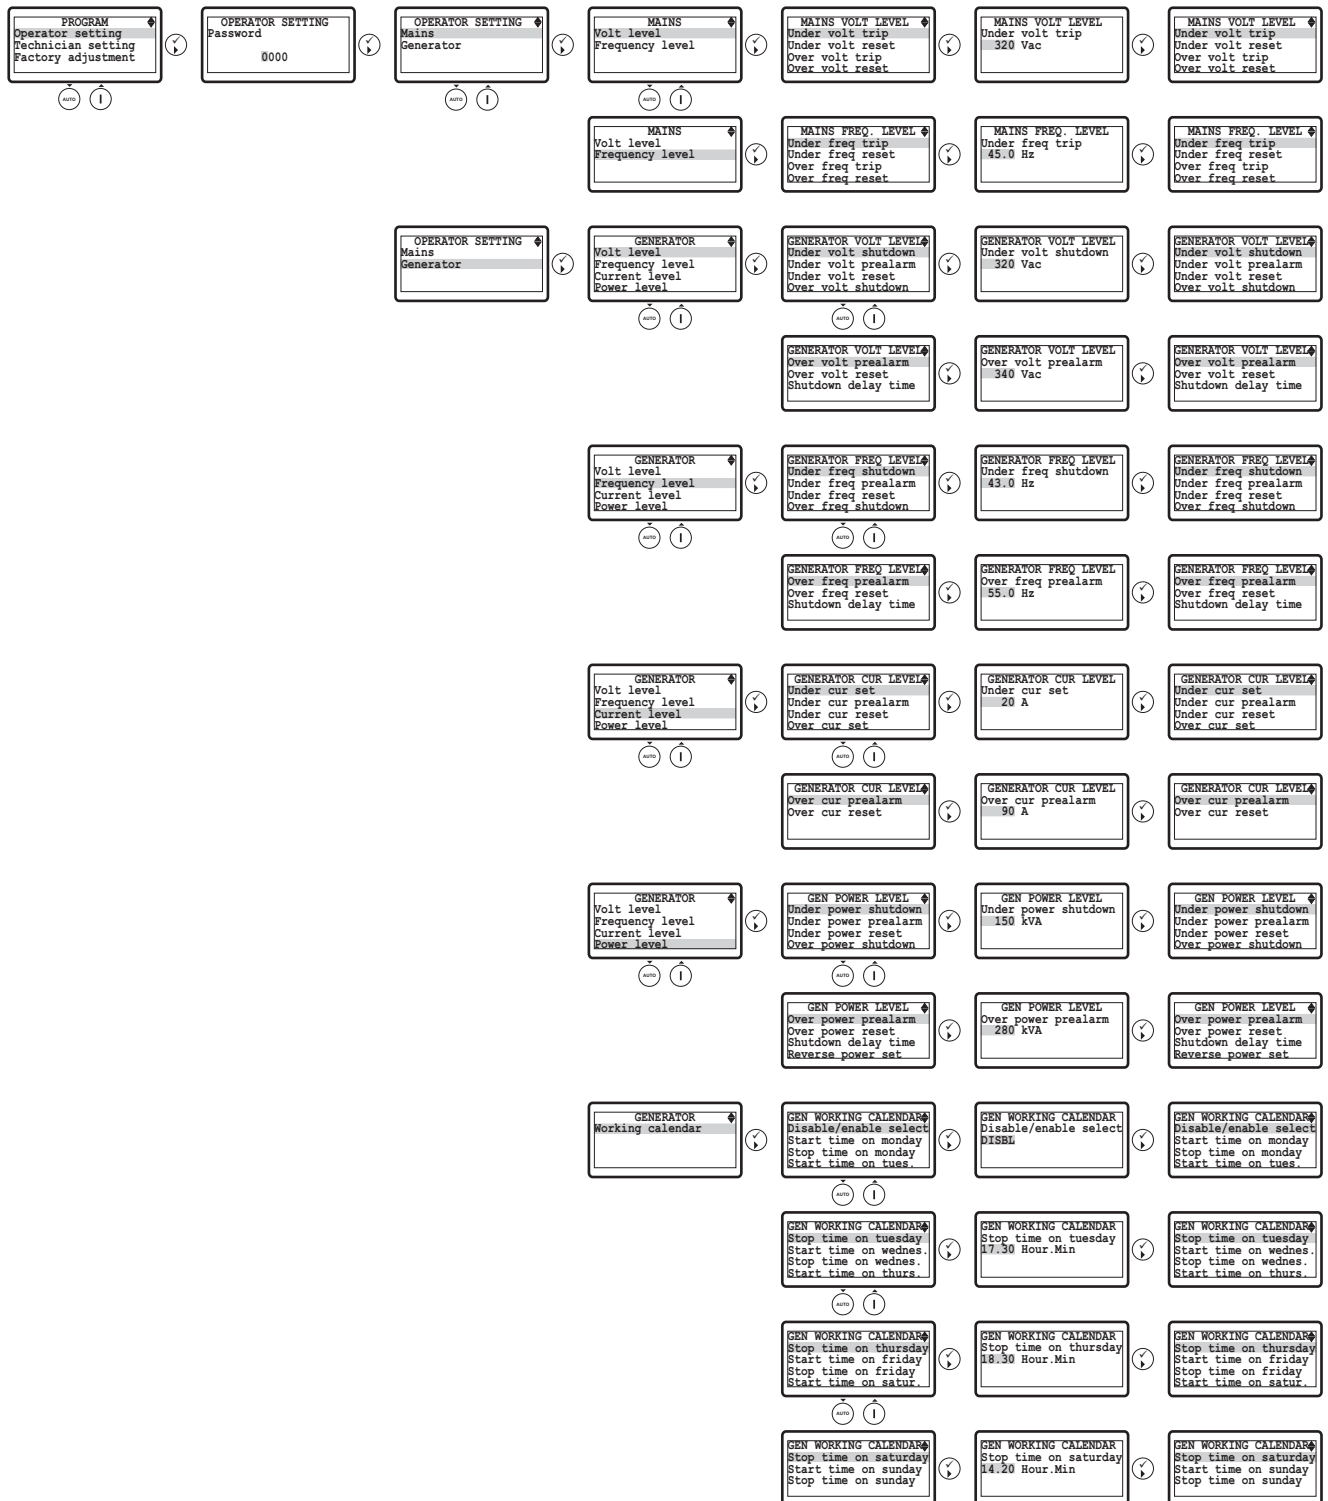 PROGRAM
Operator setting
Technician setting
Factory adjustment
AUTO
I
OPERATOR SETTING
Password
0000
OPERATOR SETTING
Mains
Generator
AUTO
I
MAINS
Volt level
Frequency level
AUTO
I
MAINS VOLT LEVEL
Under volt trip
Under volt reset
Over volt trip
Over volt reset
MAINS VOLT LEVEL
Under volt trip
320 Vac
MAINS VOLT LEVEL
Under volt trip
Under volt reset
Over volt trip
Over volt reset
MAINS
Volt level
Frequency level
MAINS FREQ. LEVEL
Under freq trip
Under freq reset
Over freq trip
Over freq reset
MAINS FREQ. LEVEL
Under freq trip
45.0 Hz
MAINS FREQ. LEVEL
Under freq trip
Under freq reset
Over freq trip
Over freq reset
OPERATOR SETTING
Mains
Generator
GENERATOR
Volt level
Frequency level
Current level
Power level
AUTO
I
GENERATOR VOLT LEVEL
Under volt shutdown
Under volt prealarm
Under volt reset
Over volt shutdown
AUTO
I
GENERATOR VOLT LEVEL
Under volt shutdown
320 Vac
GENERATOR VOLT LEVEL
Under volt shutdown
Under volt prealarm
Under volt reset
Over volt shutdown
GENERATOR VOLT LEVEL
Over volt prealarm
Over volt reset
Shutdown delay time
GENERATOR VOLT LEVEL
Over volt prealarm
340 Vac
GENERATOR VOLT LEVEL
Over volt prealarm
Over volt reset
Shutdown delay time
GENERATOR
Volt level
Frequency level
Current level
Power level
AUTO
I
GENERATOR FREQ LEVEL
Under freq shutdown
Under freq prealarm
Under freq reset
Over freq shutdown
AUTO
I
GENERATOR FREQ LEVEL
Under freq shutdown
43.0 Hz
GENERATOR FREQ LEVEL
Under freq shutdown
Under freq prealarm
Under freq reset
Over freq shutdown
GENERATOR FREQ LEVEL
Over freq prealarm
Over freq reset
Shutdown delay time
GENERATOR FREQ LEVEL
Over freq prealarm
55.0 Hz
GENERATOR FREQ LEVEL
Over freq prealarm
Over freq reset
Shutdown delay time
GENERATOR
Volt level
Frequency level
Current level
Power level
AUTO
I
GENERATOR CUR LEVEL
Under cur set
Under cur prealarm
Under cur reset
Over cur set
AUTO
I
GENERATOR CUR LEVEL
Under cur set
20 A
GENERATOR CUR LEVEL
Under cur set
Under cur prealarm
Under cur reset
Over cur set
GENERATOR CUR LEVEL
Over cur prealarm
Over cur reset
GENERATOR CUR LEVEL
Over cur prealarm
90 A
GENERATOR CUR LEVEL
Over cur prealarm
Over cur reset
GENERATOR
Volt level
Frequency level
Current level
Power level
AUTO
I
GEN POWER LEVEL
Under power shutdown
Under power prealarm
Under power reset
Over power shutdown
AUTO
I
GEN POWER LEVEL
Under power shutdown
150 kVA
GEN POWER LEVEL
Under power shutdown
Under power prealarm
Under power reset
Over power shutdown
GEN POWER LEVEL
Over power prealarm
Over power reset
Shutdown delay time
Reverse power set
GEN POWER LEVEL
Over power prealarm
280 kVA
GEN POWER LEVEL
Over power prealarm
Over power reset
Shutdown delay time
Reverse power set
GENERATOR
Working calendar
GEN WORKING CALENDAR
Disable/enable select
Start time on monday
Stop time on monday
Start time on tues.
AUTO
I
GEN WORKING CALENDAR
Disable/enable select
DISBL
GEN WORKING CALENDAR
Disable/enable select
Start time on monday
Stop time on monday
Start time on tues.
GEN WORKING CALENDAR
Stop time on tuesday
Start time on wednes.
Stop time on wednes.
Start time on thurs.
AUTO
I
GEN WORKING CALENDAR
Stop time on tuesday
17.30 Hour.Min
GEN WORKING CALENDAR
Stop time on tuesday
Start time on wednes.
Stop time on wednes.
Start time on thurs.
GEN WORKING CALENDAR
Stop time on thursday
Start time on friday
Stop time on friday
Start time on satur.
AUTO
I
GEN WORKING CALENDAR
Stop time on thursday
18.30 Hour.Min
GEN WORKING CALENDAR
Stop time on thursday
Start time on friday
Stop time on friday
Start time on satur.
GEN WORKING CALENDAR
Stop time on saturday
Start time on sunday
Stop time on sunday
GEN WORKING CALENDAR
Stop time on saturday
14.20 Hour.Min
GEN WORKING CALENDAR
Stop time on saturday
Start time on sunday
Stop time on sunday